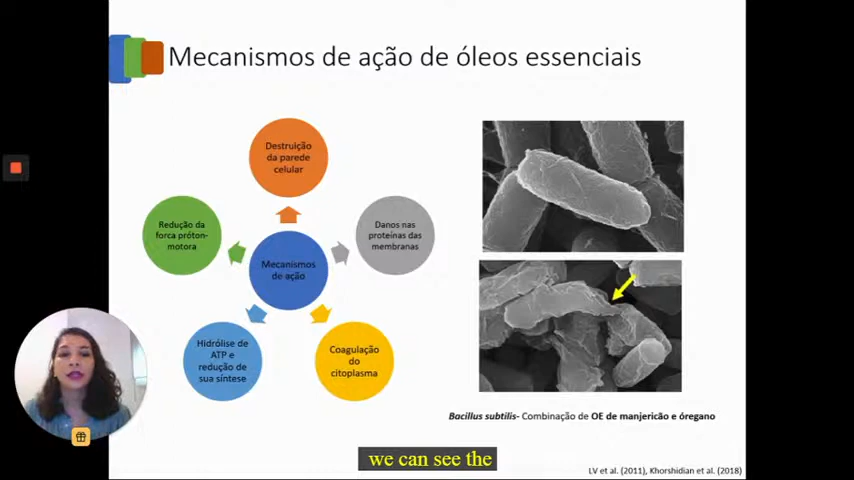 Mecanismos de ação de óleos essenciais
Destruição
da parede
celular
Redução da
força próton-
motora
Danos nas
proteínas das
membranas
Mecanismos
de ação
Hidrólise de
ATP e
redução de
sua síntese
Coagulação
do
citoplasma
Bacillus subtilis- Combinação de OE de manjericão e óregano
we can see the
LV et al. (2011), Khorshidian et al. (2018)